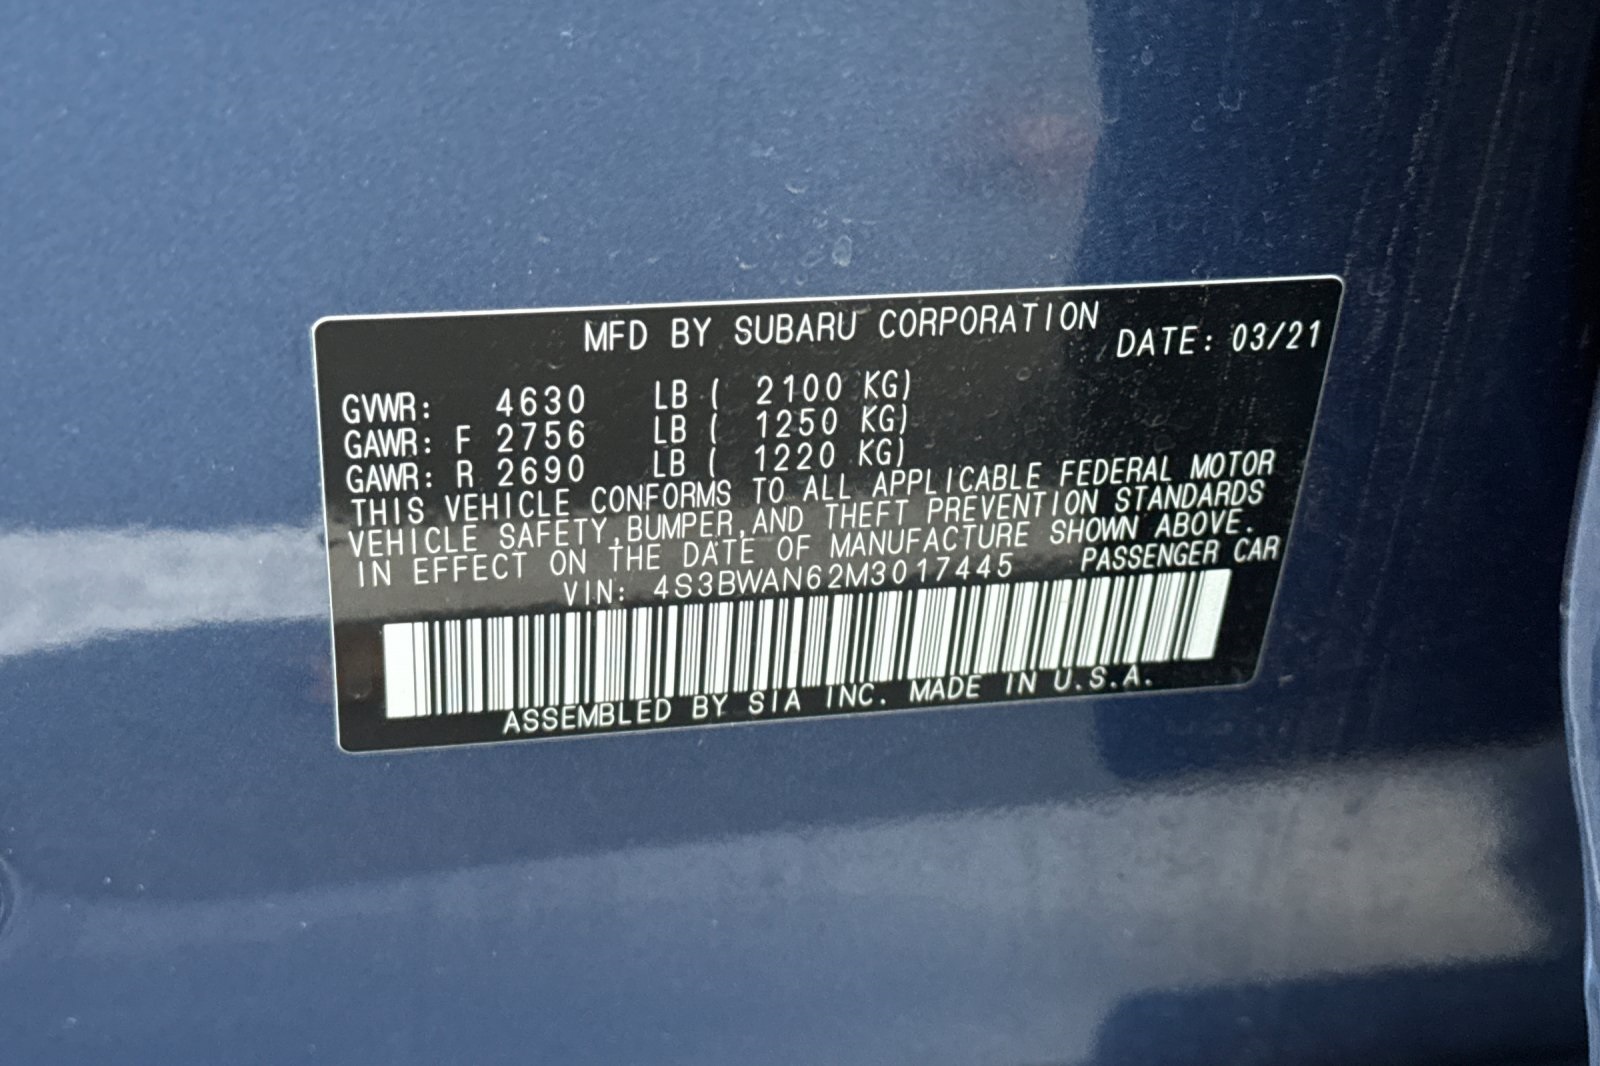 MFD BY SUBARU CORPORATION DATE: 03/21
GVWR: 4630 LB ( 2100 KG)
GAWR: F 2756 LB ( 1250 KG)
GAWR: R 2690 LB ( 1220 KG)
THIS VEHICLE CONFORMS TO ALL APPLICABLE FEDERAL MOTOR
VEHICLE SAFETY,BUMPER,AND THEFT PREVENTION STANDARDS
IN EFFECT ON THE DATE OF MANUFACTURE SHOWN ABOVE.
VIN: 4S3BWAN62M3017445 PASSENGER CAR
ASSEMBLED BY SIA INC. MADE IN U.S.A.